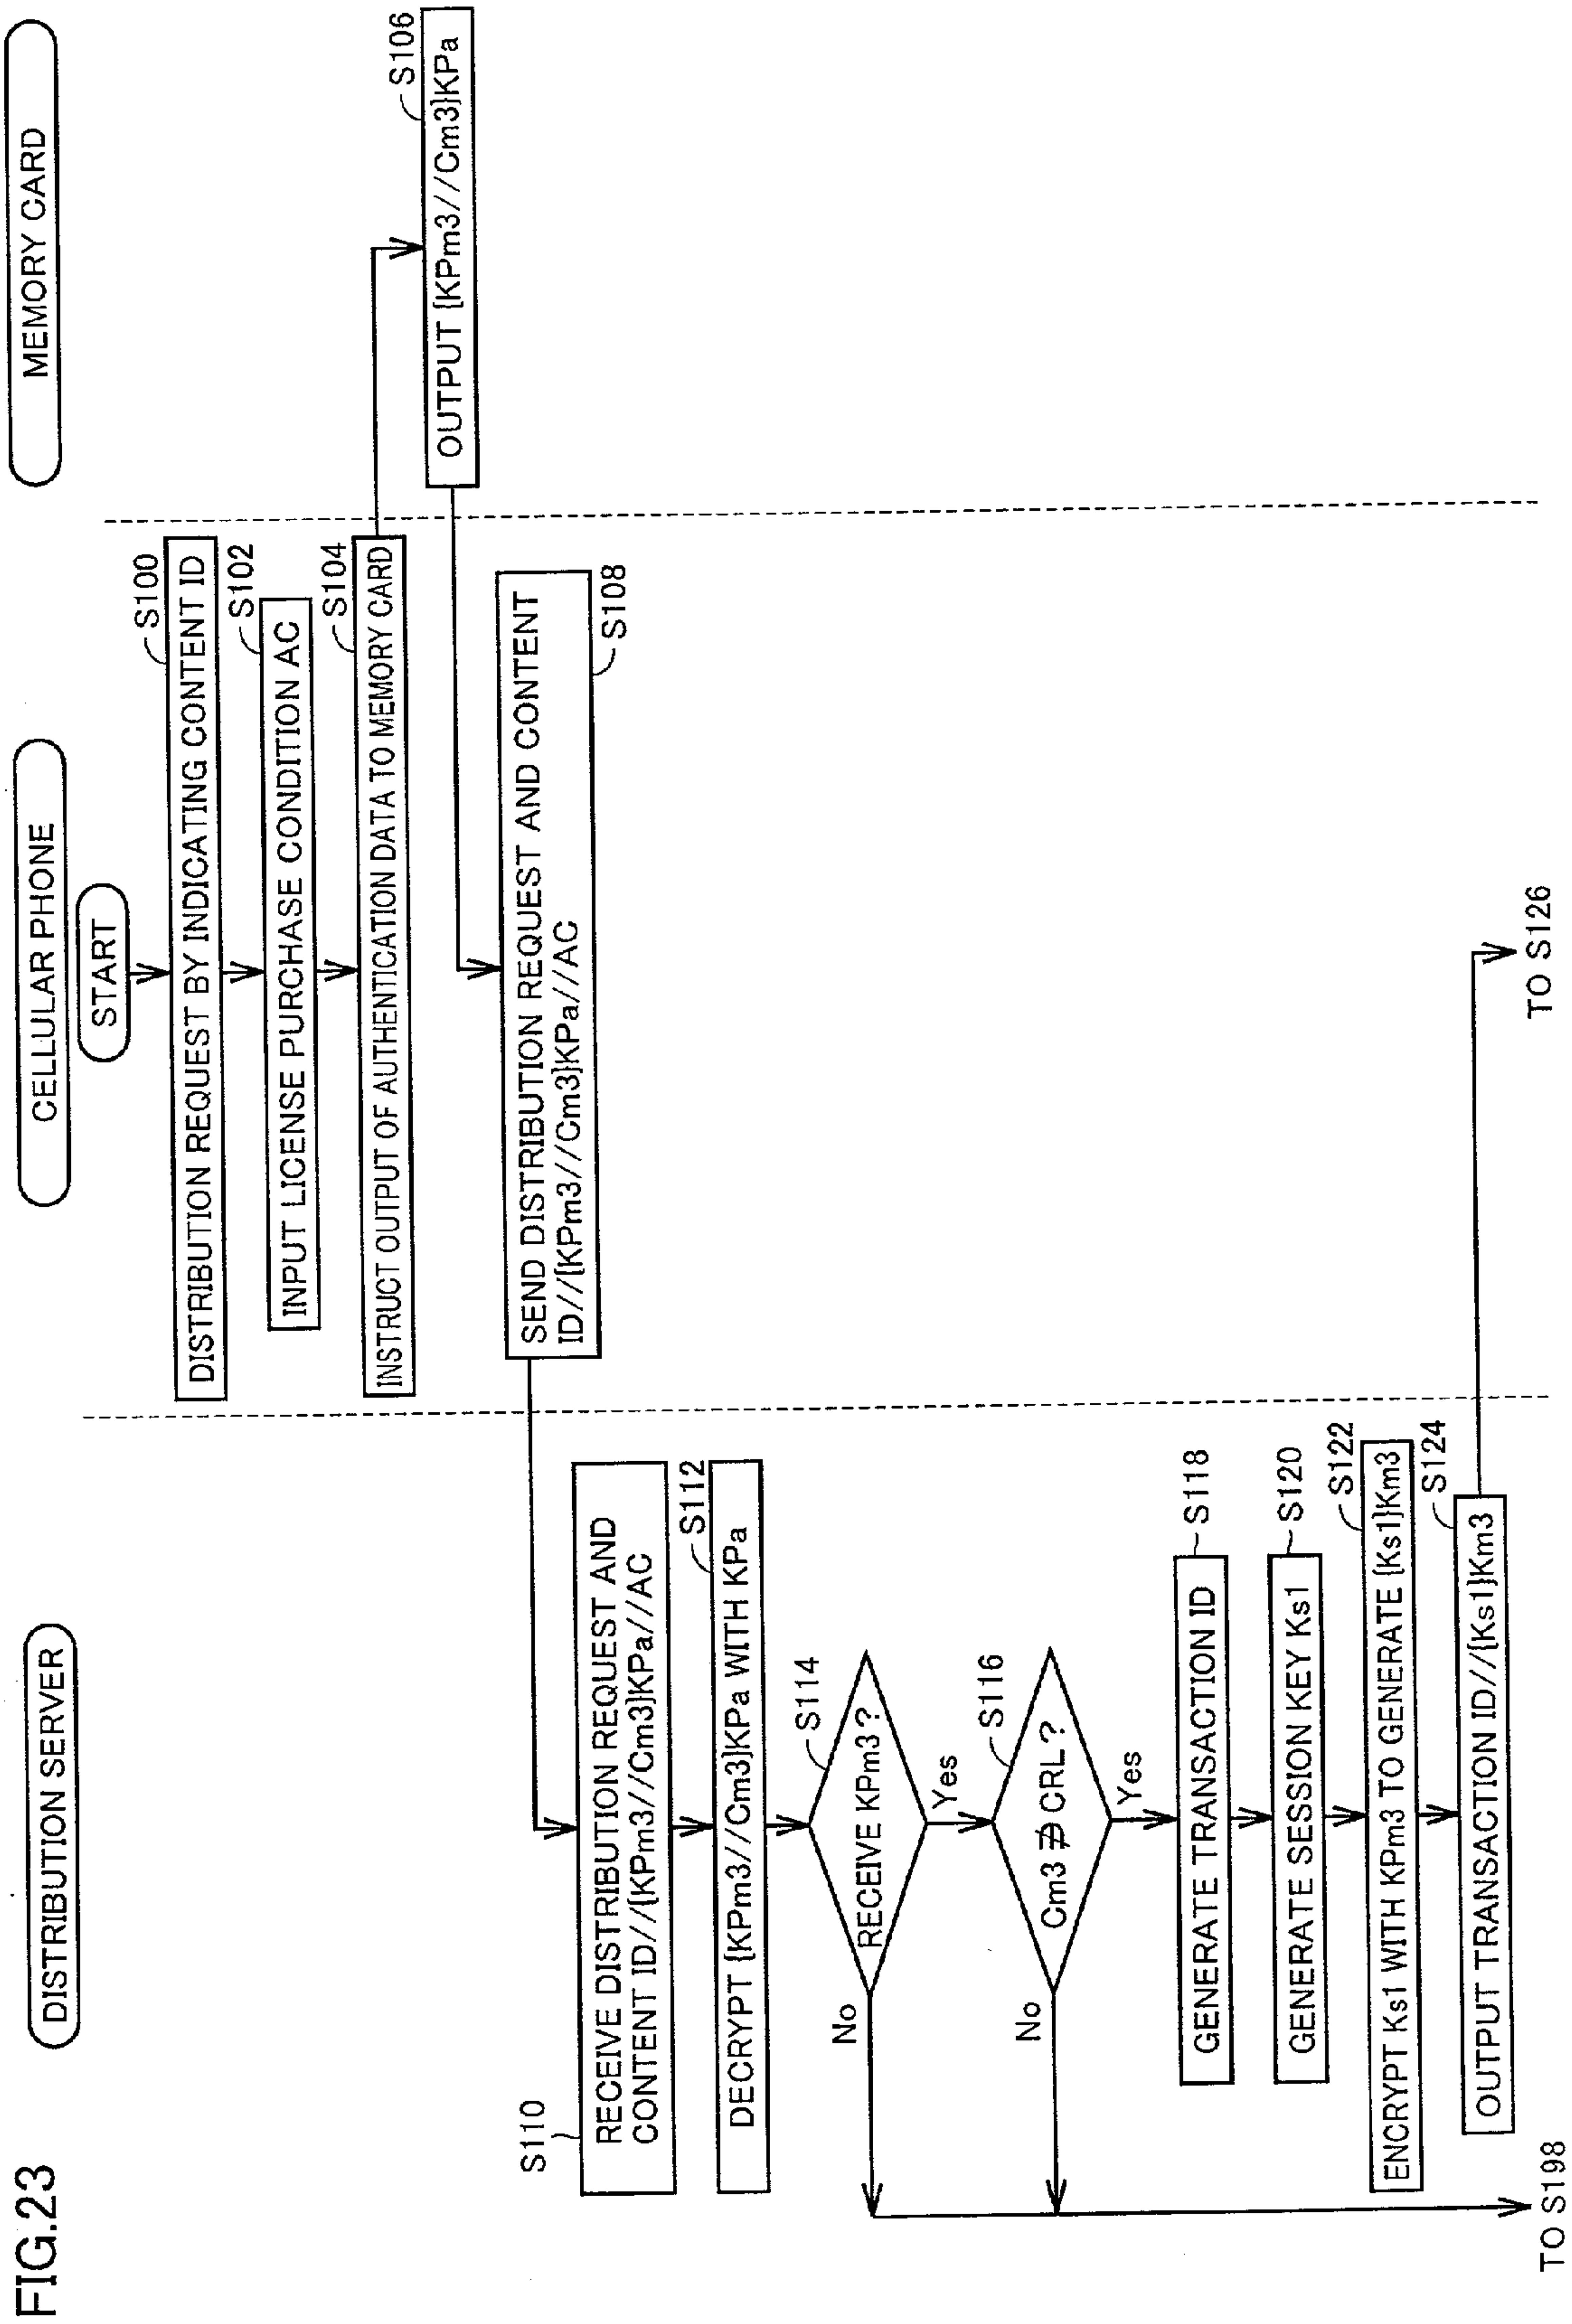 FIG.23
DISTRIBUTION SERVER
CELLULAR PHONE
MEMORY CARD
START
S100
DISTRIBUTION REQUEST BY INDICATING CONTENT ID
S102
INPUT LICENSE PURCHASE CONDITION AC
S104
INSTRUCT OUTPUT OF AUTHENTICATION DATA TO MEMORY CARD
S106
OUTPUT {KPm3//Cm3}KPa
SEND DISTRIBUTION REQUEST AND CONTENT
ID//{KPm3//Cm3}KPa//AC
S108
S110
RECEIVE DISTRIBUTION REQUEST AND
CONTENT ID//{KPm3//Cm3}KPa//AC
S112
DECRYPT {KPm3//Cm3}KPa WITH KPa
S114
RECEIVE KPm3?
No
Yes
S116
Cm3 ∌ CRL?
No
Yes
GENERATE TRANSACTION ID
S118
GENERATE SESSION KEY Ks1
S120
S122
ENCRYPT Ks1 WITH KPm3 TO GENERATE {Ks1}Km3
S124
OUTPUT TRANSACTION ID//{Ks1}Km3
TO S198
TO S126